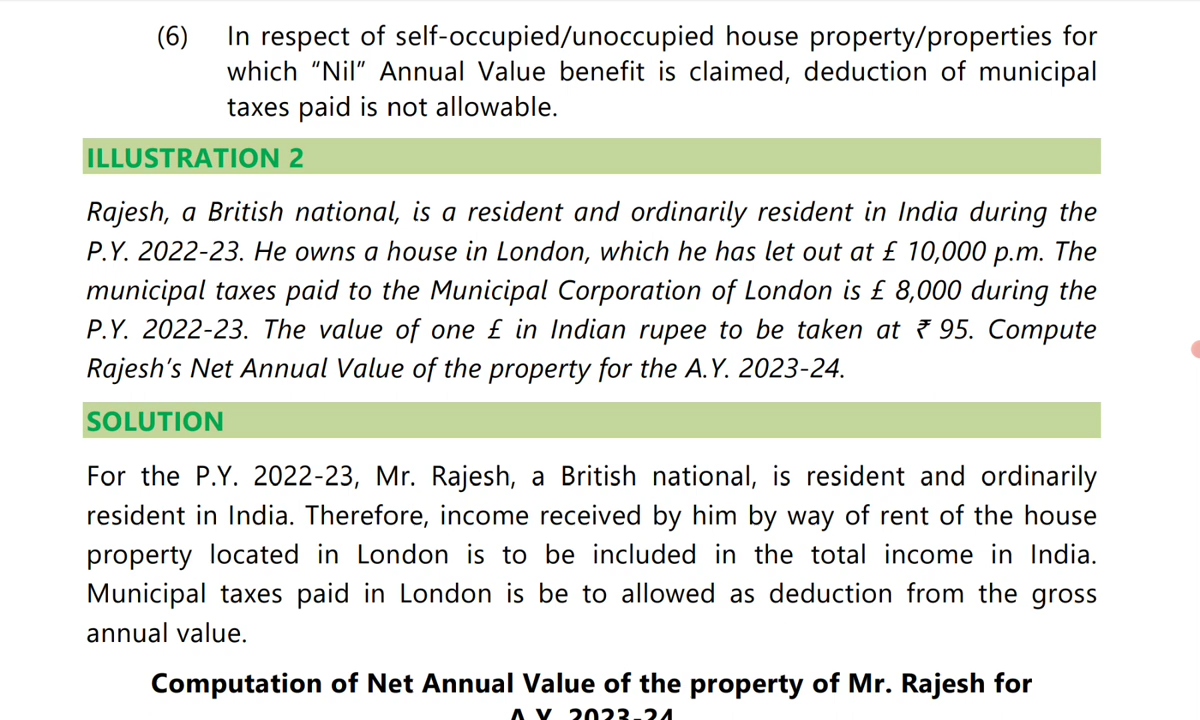 (6) In respect of self-occupied/unoccupied house property/properties for
which “Nil” Annual Value benefit is claimed, deduction of municipal
taxes paid is not allowable.
ILLUSTRATION 2
Rajesh, a British national, is a resident and ordinarily resident in India during the
P.Y. 2022-23. He owns a house in London, which he has let out at £ 10,000 p.m. The
municipal taxes paid to the Municipal Corporation of London is £ 8,000 during the
P.Y. 2022-23. The value of one £ in Indian rupee to be taken at ₹ 95. Compute
Rajesh’s Net Annual Value of the property for the A.Y. 2023-24.
SOLUTION
For the P.Y. 2022-23, Mr. Rajesh, a British national, is resident and ordinarily
resident in India. Therefore, income received by him by way of rent of the house
property located in London is to be included in the total income in India.
Municipal taxes paid in London is be to allowed as deduction from the gross
annual value.
Computation of Net Annual Value of the property of Mr. Rajesh for
A.Y. 2023-24